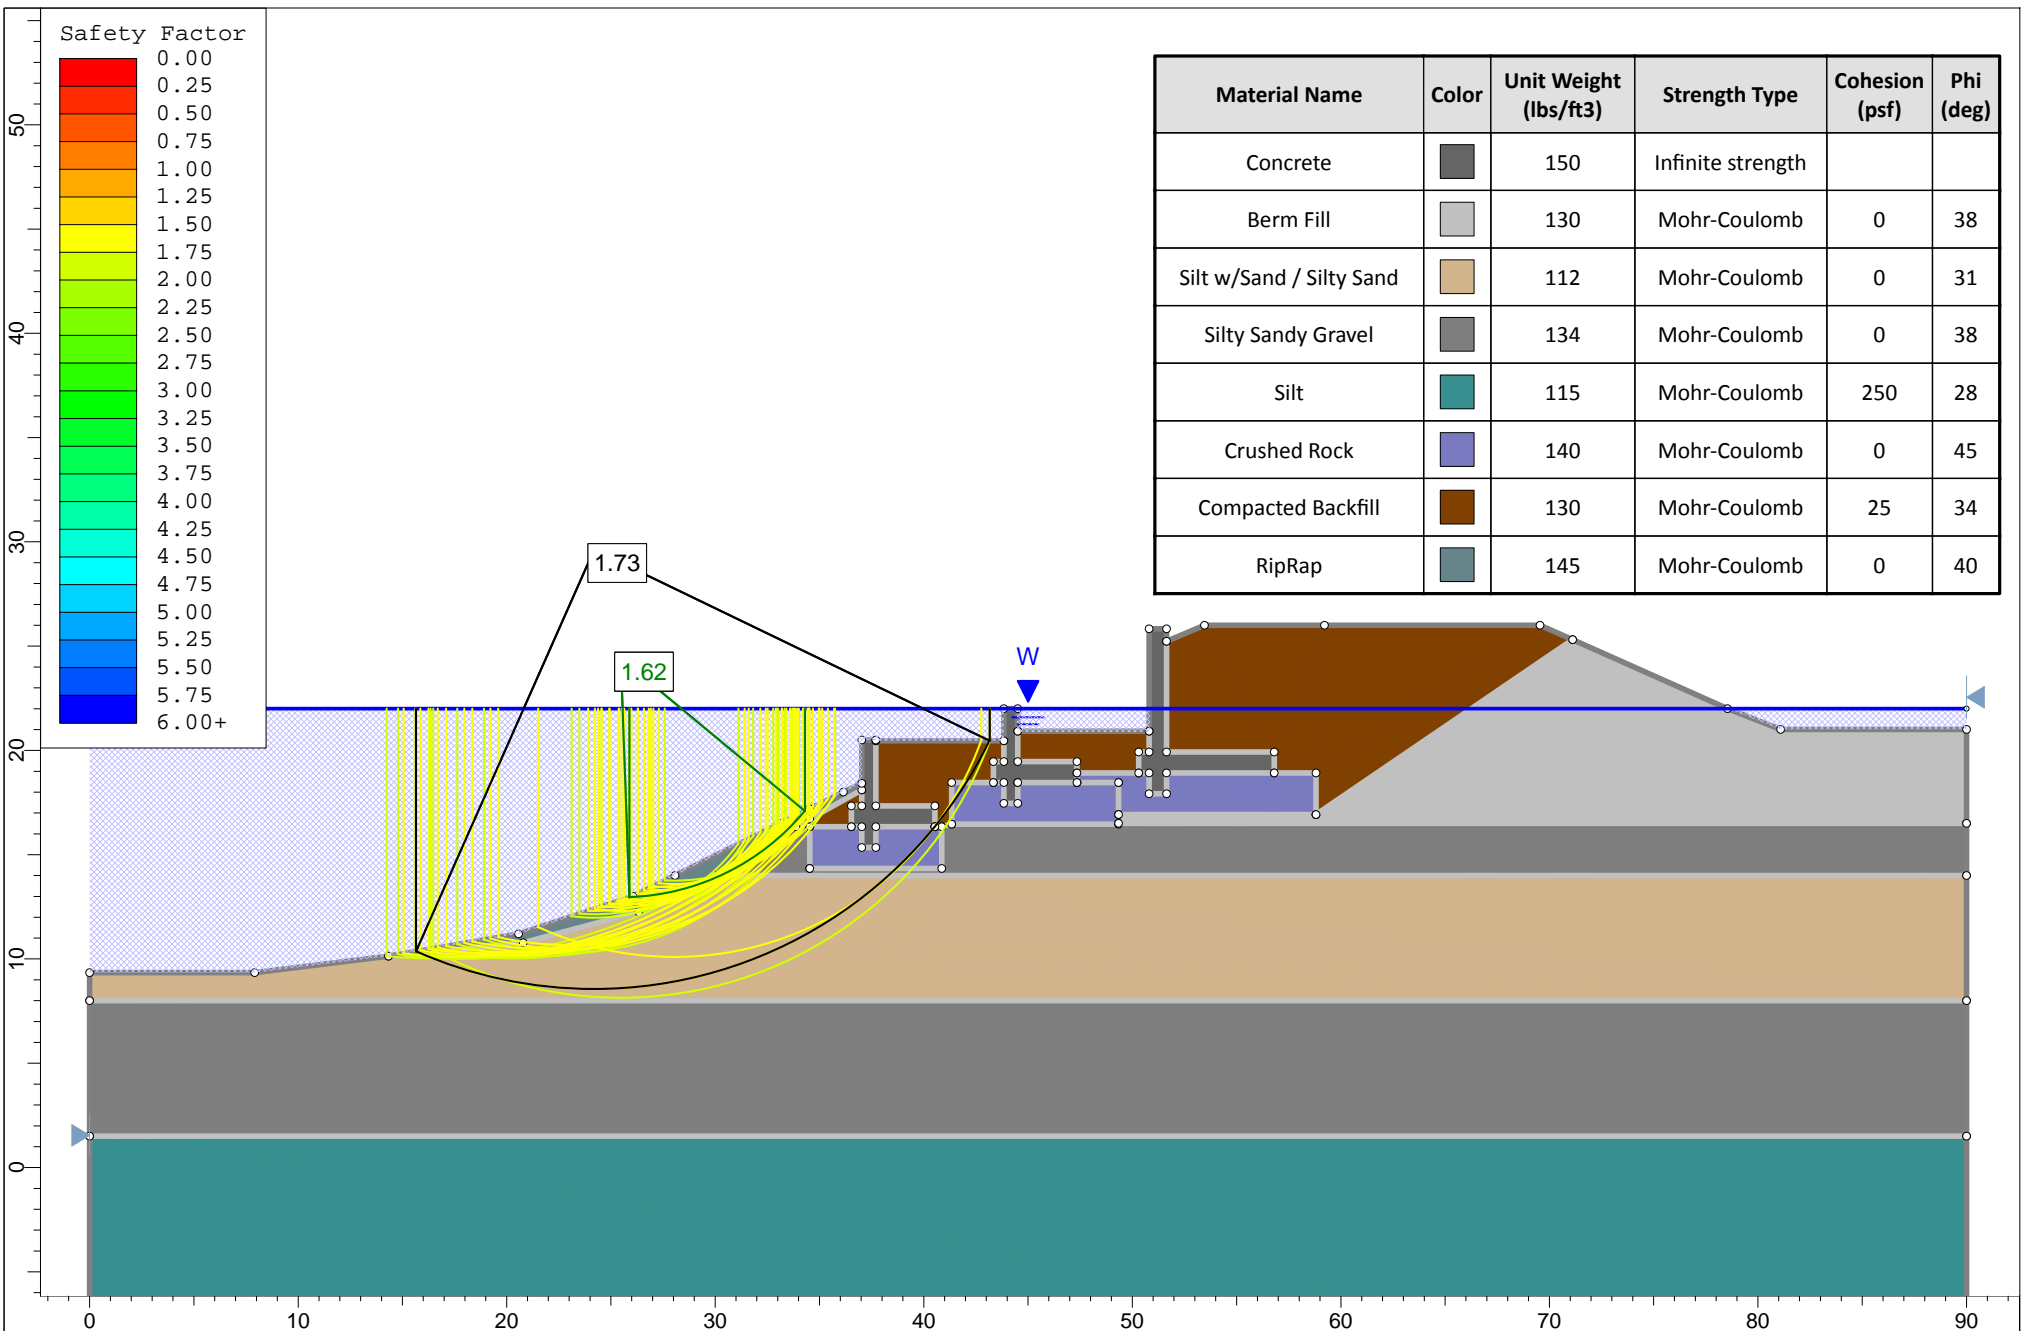 Safety Factor
0.00
0.25
0.50
0.75
1.00
1.25
1.50
1.75
2.00
2.25
2.50
2.75
3.00
3.25
3.50
3.75
4.00
4.25
4.50
4.75
5.00
5.25
5.50
5.75
6.00+
Material Name Color Unit Weight (lbs/ft3) Strength Type Cohesion (psf) Phi (deg)
Concrete 150 Infinite strength
Berm Fill 130 Mohr-Coulomb 0 38
Silt w/Sand / Silty Sand 112 Mohr-Coulomb 0 31
Silty Sandy Gravel 134 Mohr-Coulomb 0 38
Silt 115 Mohr-Coulomb 250 28
Crushed Rock 140 Mohr-Coulomb 0 45
Compacted Backfill 130 Mohr-Coulomb 25 34
RipRap 145 Mohr-Coulomb 0 40
1.73
1.62
W
50
40
30
20
10
0
0 10 20 30 40 50 60 70 80 90